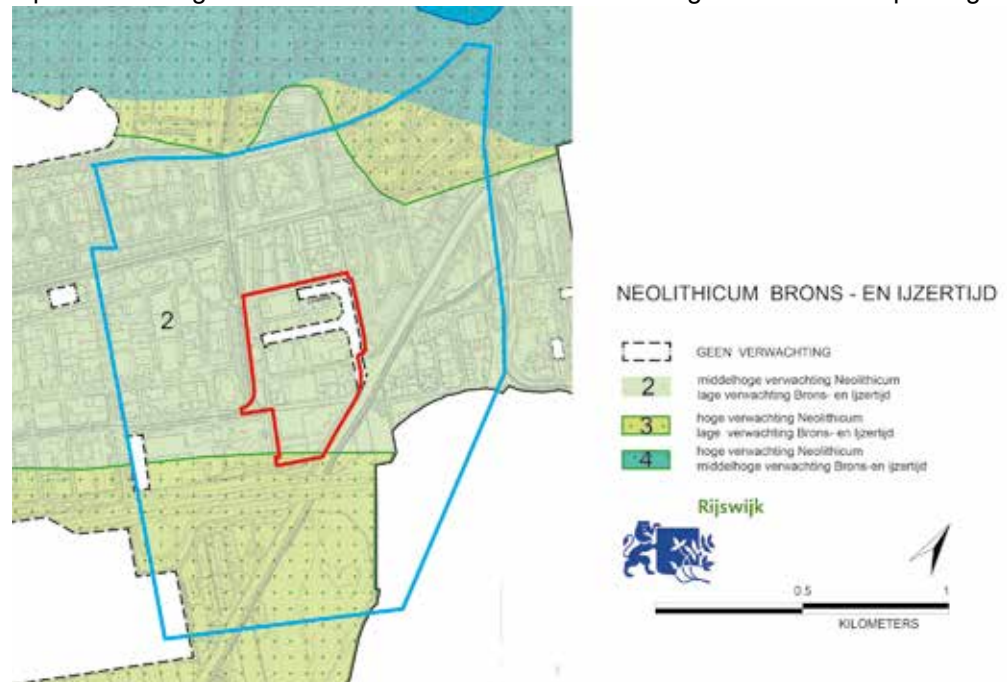 2
NEOLITHICUM BRONS - EN IJZERTIJD
GEEN VERWACHTING
2
middelhoge verwachting Neolithicum
lage verwachting Brons- en Ijzertijd
3
hoge verwachting Neolithicum
lage verwachting Brons- en Ijzertijd
4
hoge verwachting Neolithicum
middelhoge verwachting Brons-en ijzertijd
Rijswijk
0.5
1
KILOMETERS